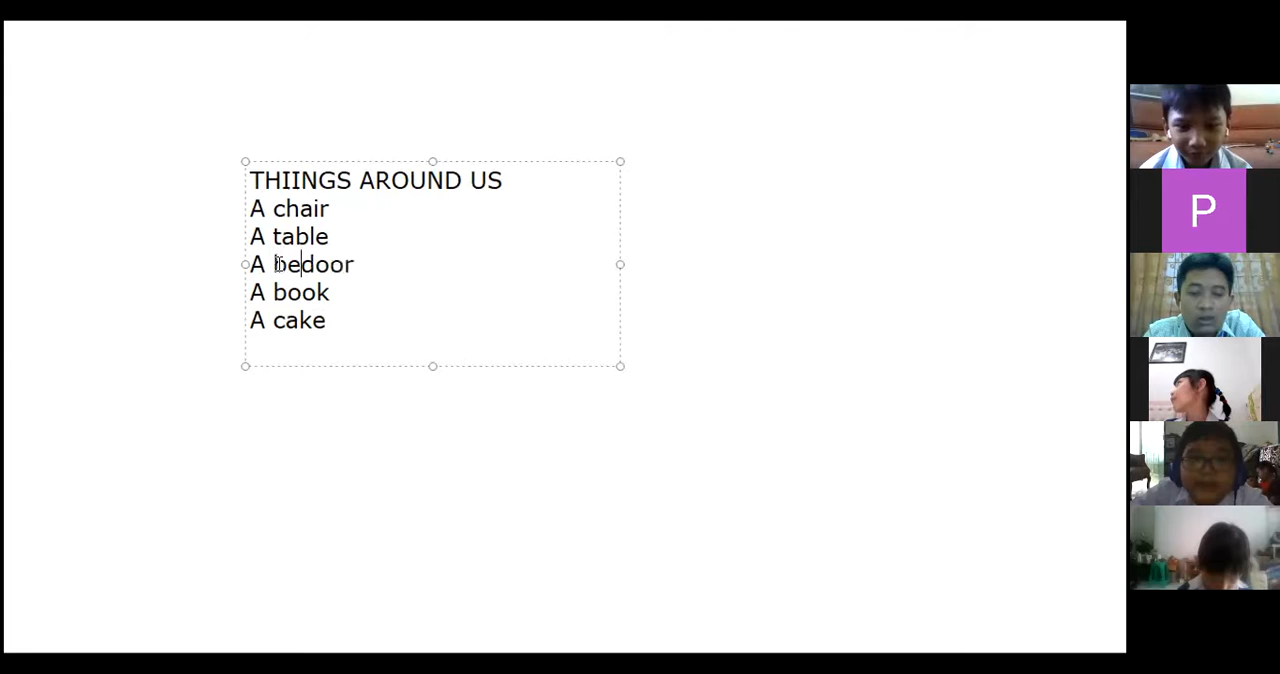 THIINGS AROUND US
A chair
A table
A bedoor
A book
A cake
P